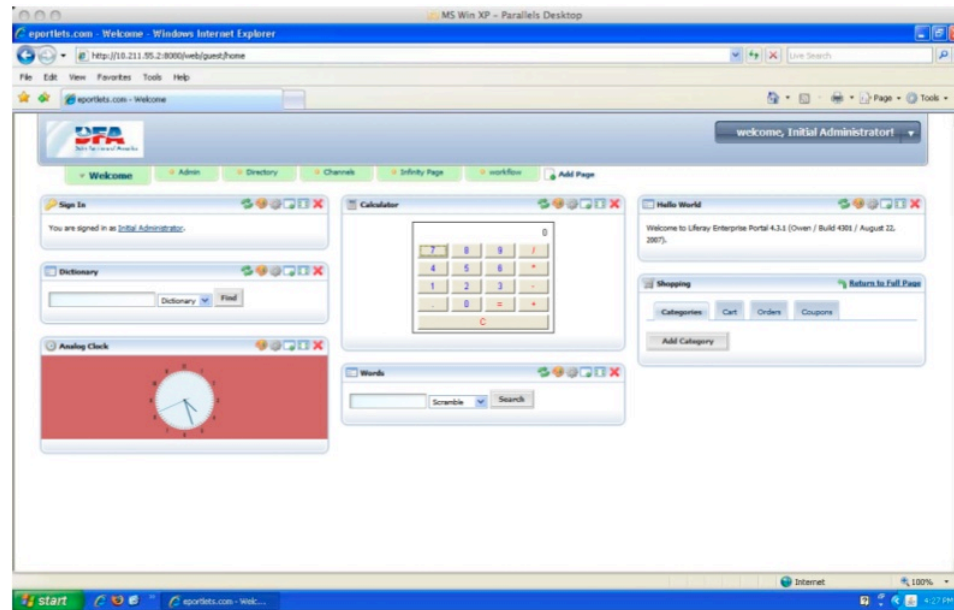 MS Win XP - Parallels Desktop
eportlets.com - Welcome - Windows Internet Explorer
http://10.211.55.2:8080/web/guest/home
Live Search
File Edit View Favorites Tools Help
eportlets.com - Welcome
Page Tools
DFA
welcome, Initial Administrator!
Welcome Admin Directory Channels Infinity Page workflow Add Page
Sign In
You are signed in as Initial Administrator.
Dictionary
Dictionary Find
Analog Clock
Calculator
0
7 8 9 /
4 5 6 *
1 2 3 -
. 0 = +
C
Words
Scramble Search
Hello World
Welcome to Liferay Enterprise Portal 4.3.1 (Owen / Build 4301 / August 22,
2007).
Shopping Return to Full Page
Categories Cart Orders Coupons
Add Category
Internet 100%
start eportlets.com - Welc... 4:27 PM